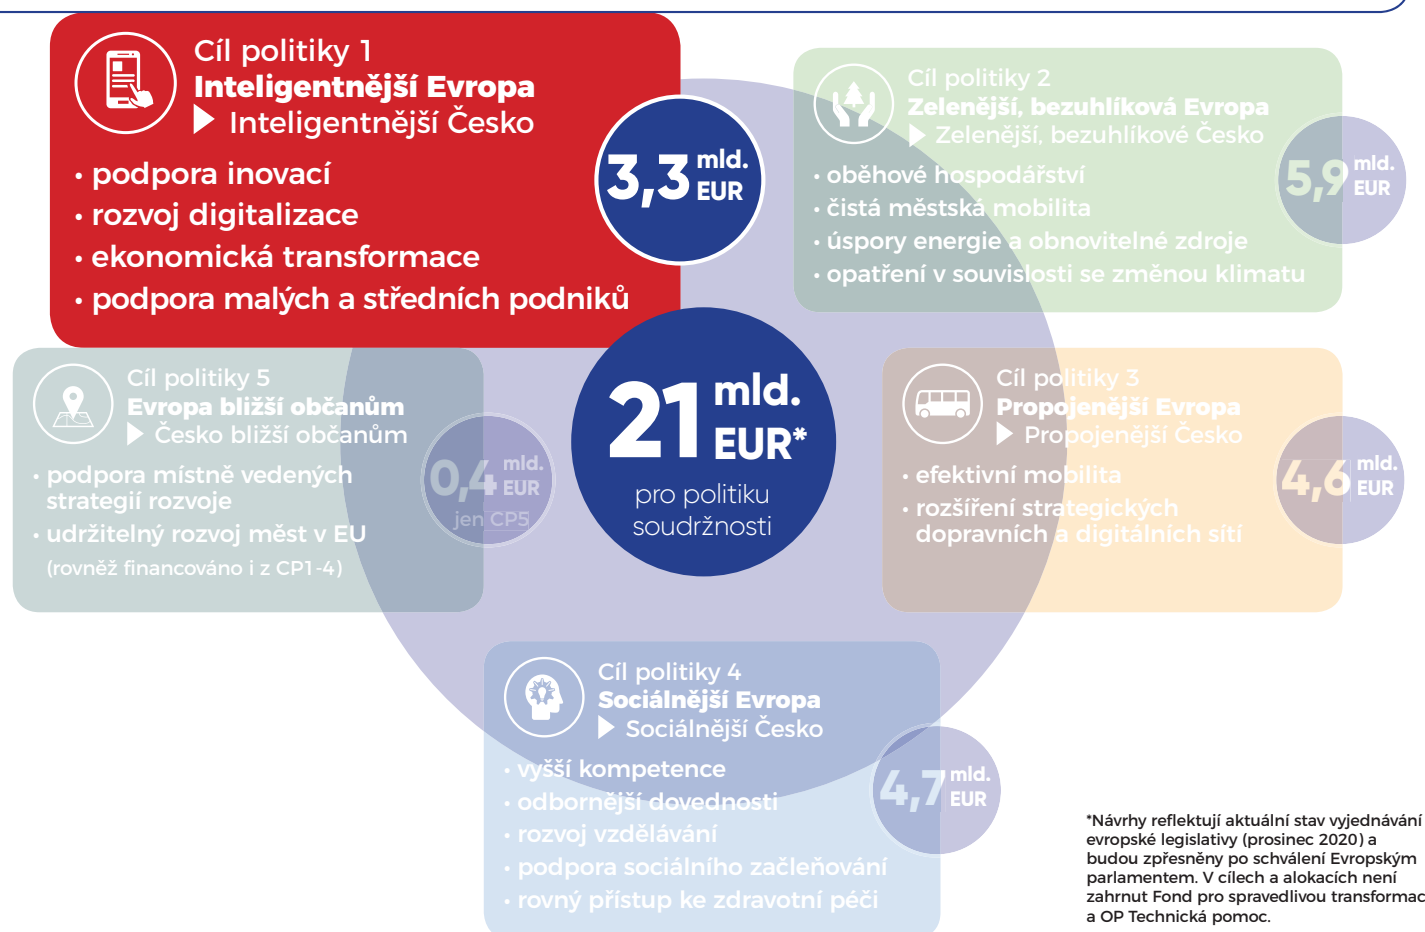 Cíl politiky 1
Inteligentnější Evropa
Inteligentnější Česko
• podpora inovací
• rozvoj digitalizace
• ekonomická transformace
• podpora malých a středních podniků
3,3 mld.
EUR
Cíl politiky 2
Zelenější, bezuhlíková Evropa
Zelenější, bezuhlíkové Česko
• oběhové hospodářství
• čistá městská mobilita
• úspory energie a obnovitelné zdroje
• opatření v souvislosti se změnou klimatu
5,9 mld.
EUR
Cíl politiky 5
Evropa bližší občanům
Česko bližší občanům
• podpora místně vedených
strategií rozvoje
• udržitelný rozvoj měst v EU
(rovněž financováno i z CP1-4)
0,4 mld.
EUR
jen CP5
21 mld.
EUR*
pro politiku
soudržnosti
Cíl politiky 3
Propojenější Evropa
Propojenější Česko
• efektivní mobilita
• rozšíření strategických
dopravních a digitálních sítí
4,6 mld.
EUR
Cíl politiky 4
Sociálnější Evropa
Sociálnější Česko
• vyšší kompetence
• odbornější dovednosti
• rozvoj vzdělávání
• podpora sociálního začleňování
• rovný přístup ke zdravotní péči
4,7 mld.
EUR
*Návrhy reflektují aktuální stav vyjednávání
evropské legislativy (prosinec 2020) a
budou zpřesněny po schválení Evropským
parlamentem. V cílech a alokacích není
zahrnut Fond pro spravedlivou transformac
a OP Technická pomoc.